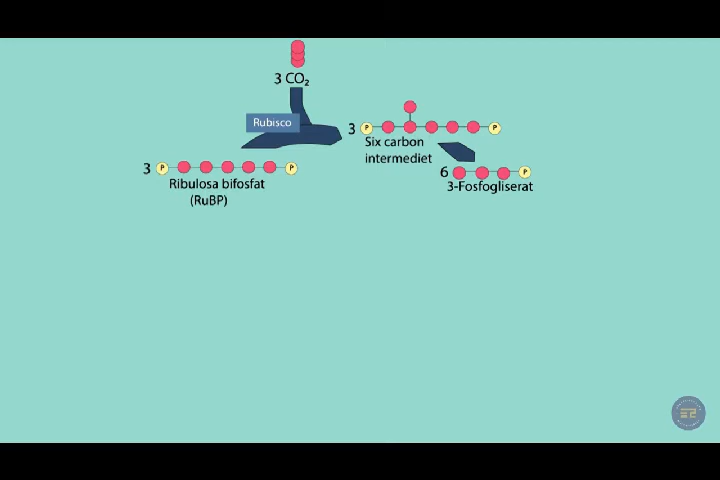 3 CO₂
Rubisco
3 P P
Six carbon
intermediet
3 P P
Ribulosa bifosfat
(RuBP)
6 P
3-Fosfogliserat